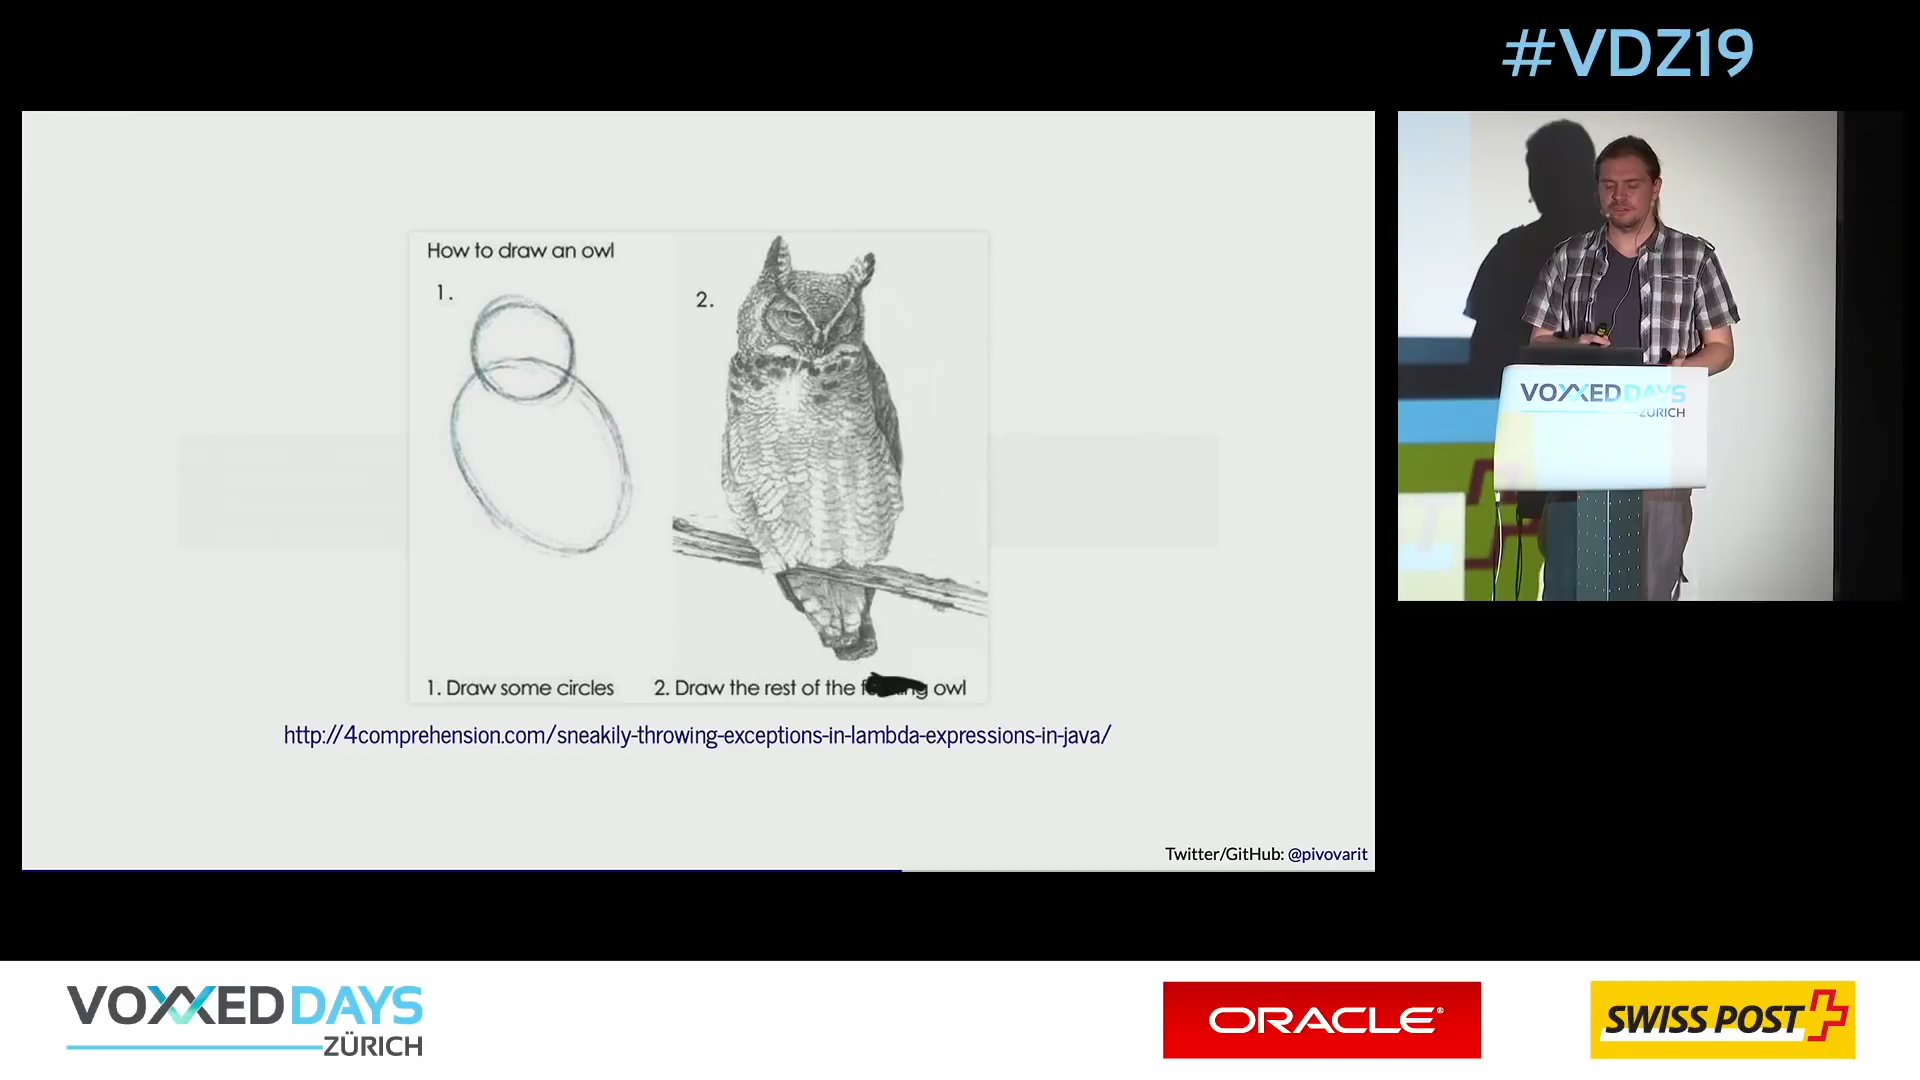 #VDZ19
How to draw an owl
1.
2.
1. Draw some circles
2. Draw the rest of the owl
http://4comprehension.com/sneakily-throwing-exceptions-in-lambda-expressions-in-java/
Twitter/GitHub: @pivovarit
VOXXED DAYS
ZÜRICH
VOXXED DAYS
ZÜRICH
ORACLE®
SWISS POST